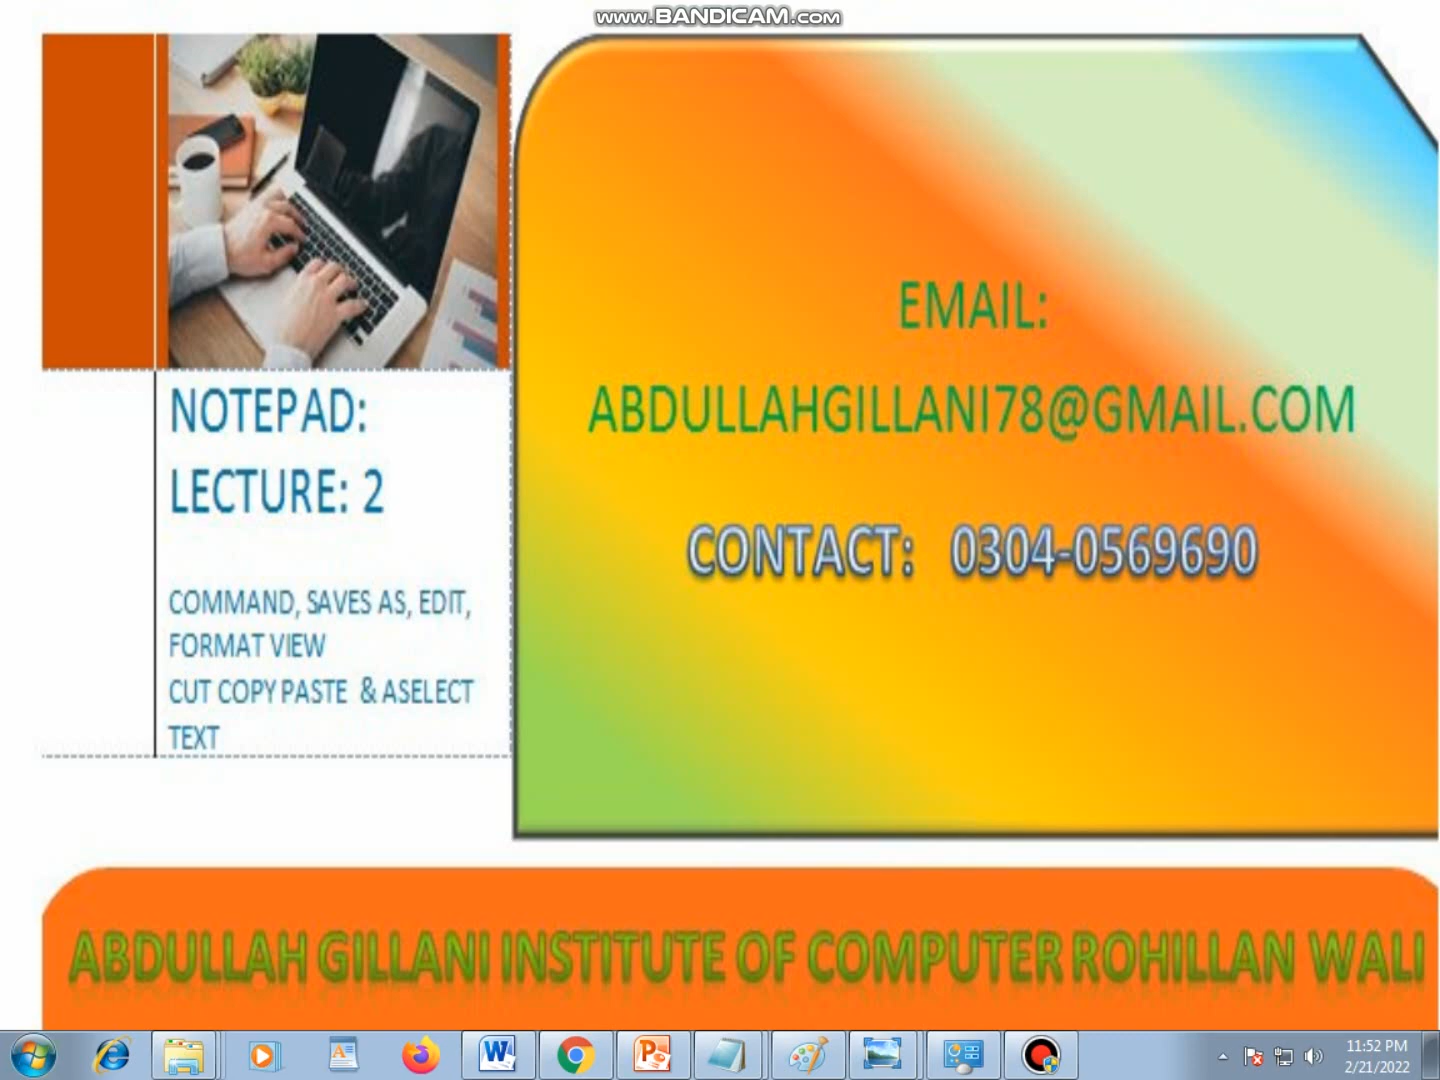 www.BANDICAM.com
NOTEPAD:
LECTURE: 2
COMMAND, SAVES AS, EDIT,
FORMAT VIEW
CUT COPY PASTE & ASELECT
TEXT
EMAIL:
ABDULLAHGILLANI78@GMAIL.COM
CONTACT: 0304-0569690
ABDULLAH GILLANI INSTITUTE OF COMPUTER ROHILLAN WALI
11:52 PM
2/21/2022